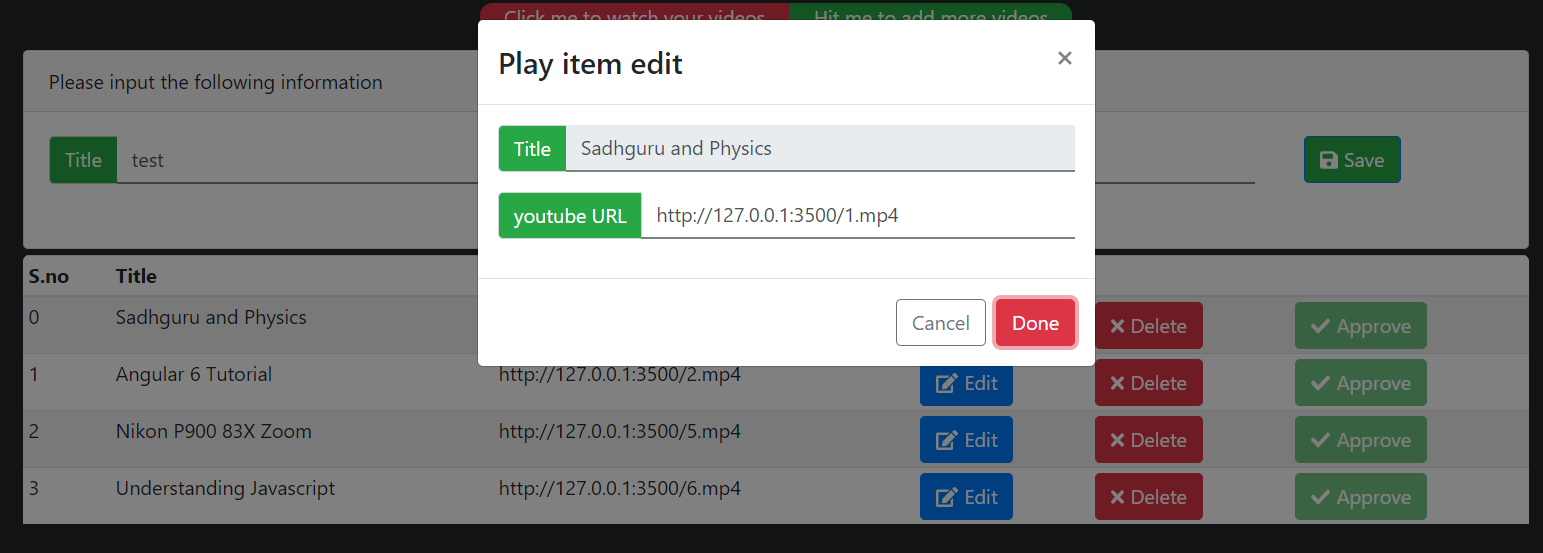 Click me to watch your videos Hit me to add more videos
Play item edit ×
Please input the following information
Title Sadhguru and Physics
Title test Save
youtube URL http://127.0.0.1:3500/1.mp4
Cancel Done
S.no Title
0 Sadhguru and Physics Delete Approve
1 Angular 6 Tutorial http://127.0.0.1:3500/2.mp4 Edit Delete Approve
2 Nikon P900 83X Zoom http://127.0.0.1:3500/5.mp4 Edit Delete Approve
3 Understanding Javascript http://127.0.0.1:3500/6.mp4 Edit Delete Approve